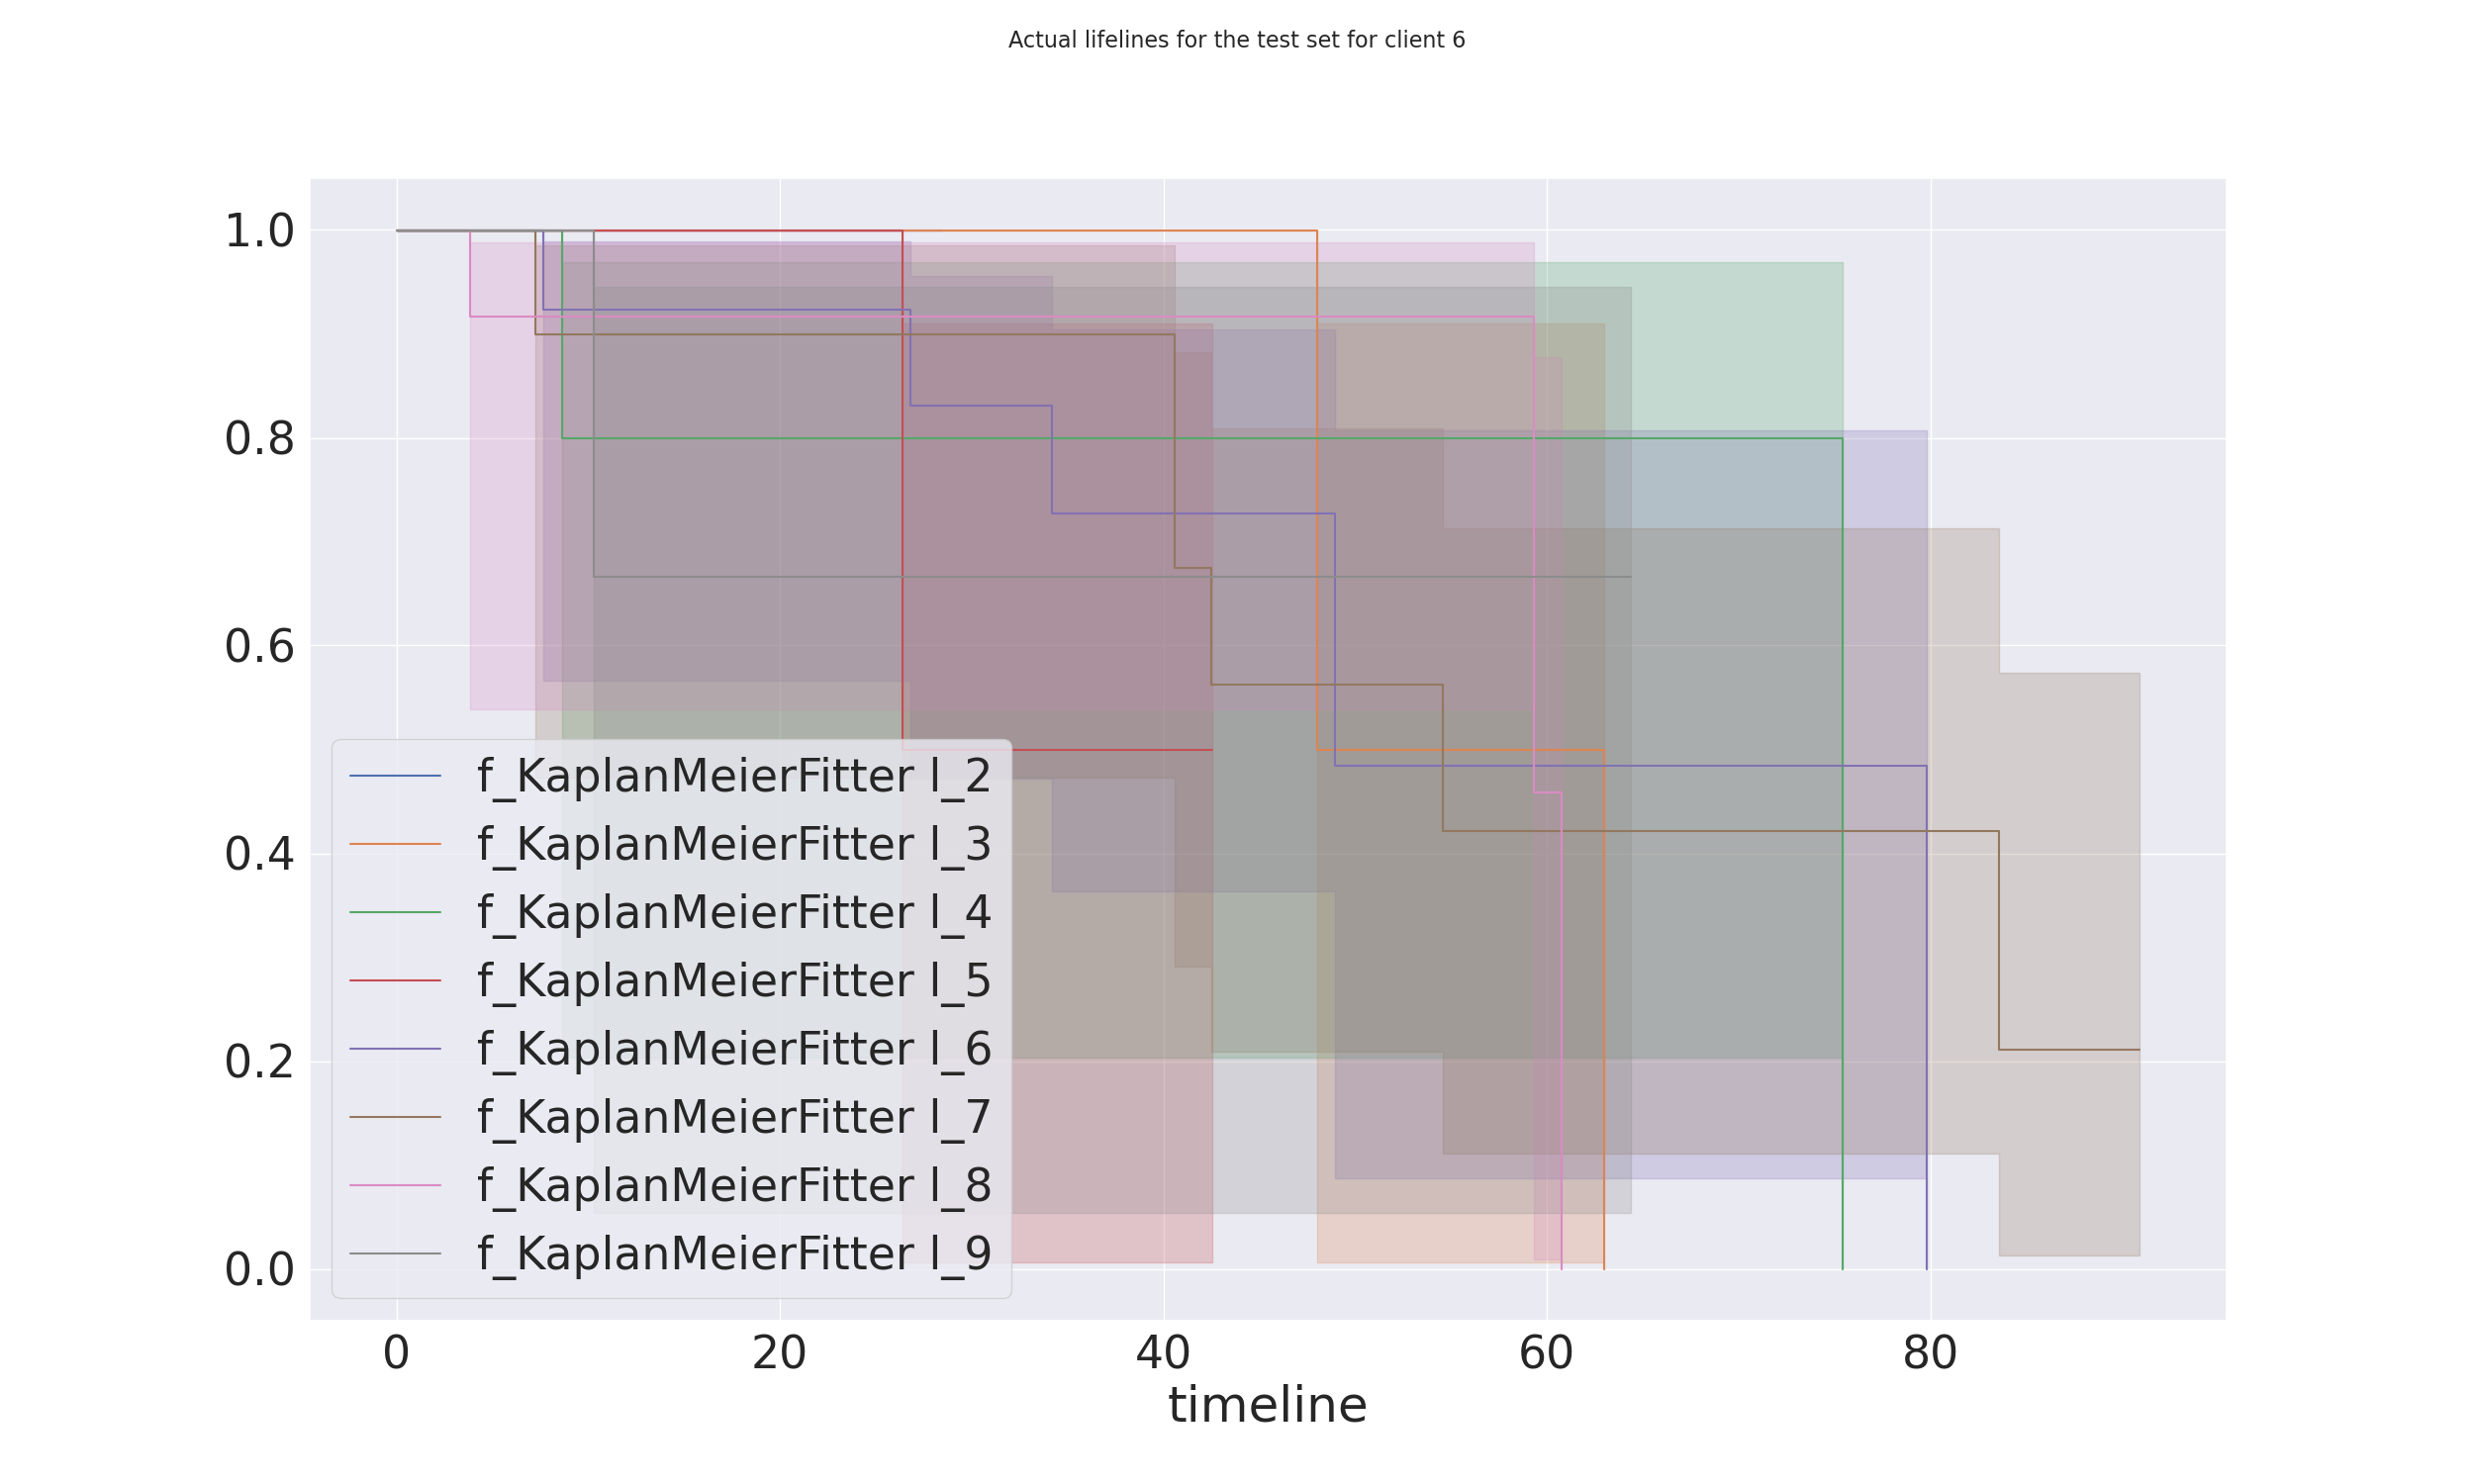 Actual lifelines for the test set for client 6
1.0
0.8
0.6
0.4
0.2
0.0
f_KaplanMeierFitter l_2
f_KaplanMeierFitter l_3
f_KaplanMeierFitter l_4
f_KaplanMeierFitter l_5
f_KaplanMeierFitter l_6
f_KaplanMeierFitter l_7
f_KaplanMeierFitter l_8
f_KaplanMeierFitter l_9
0 20 40 60 80
timeline